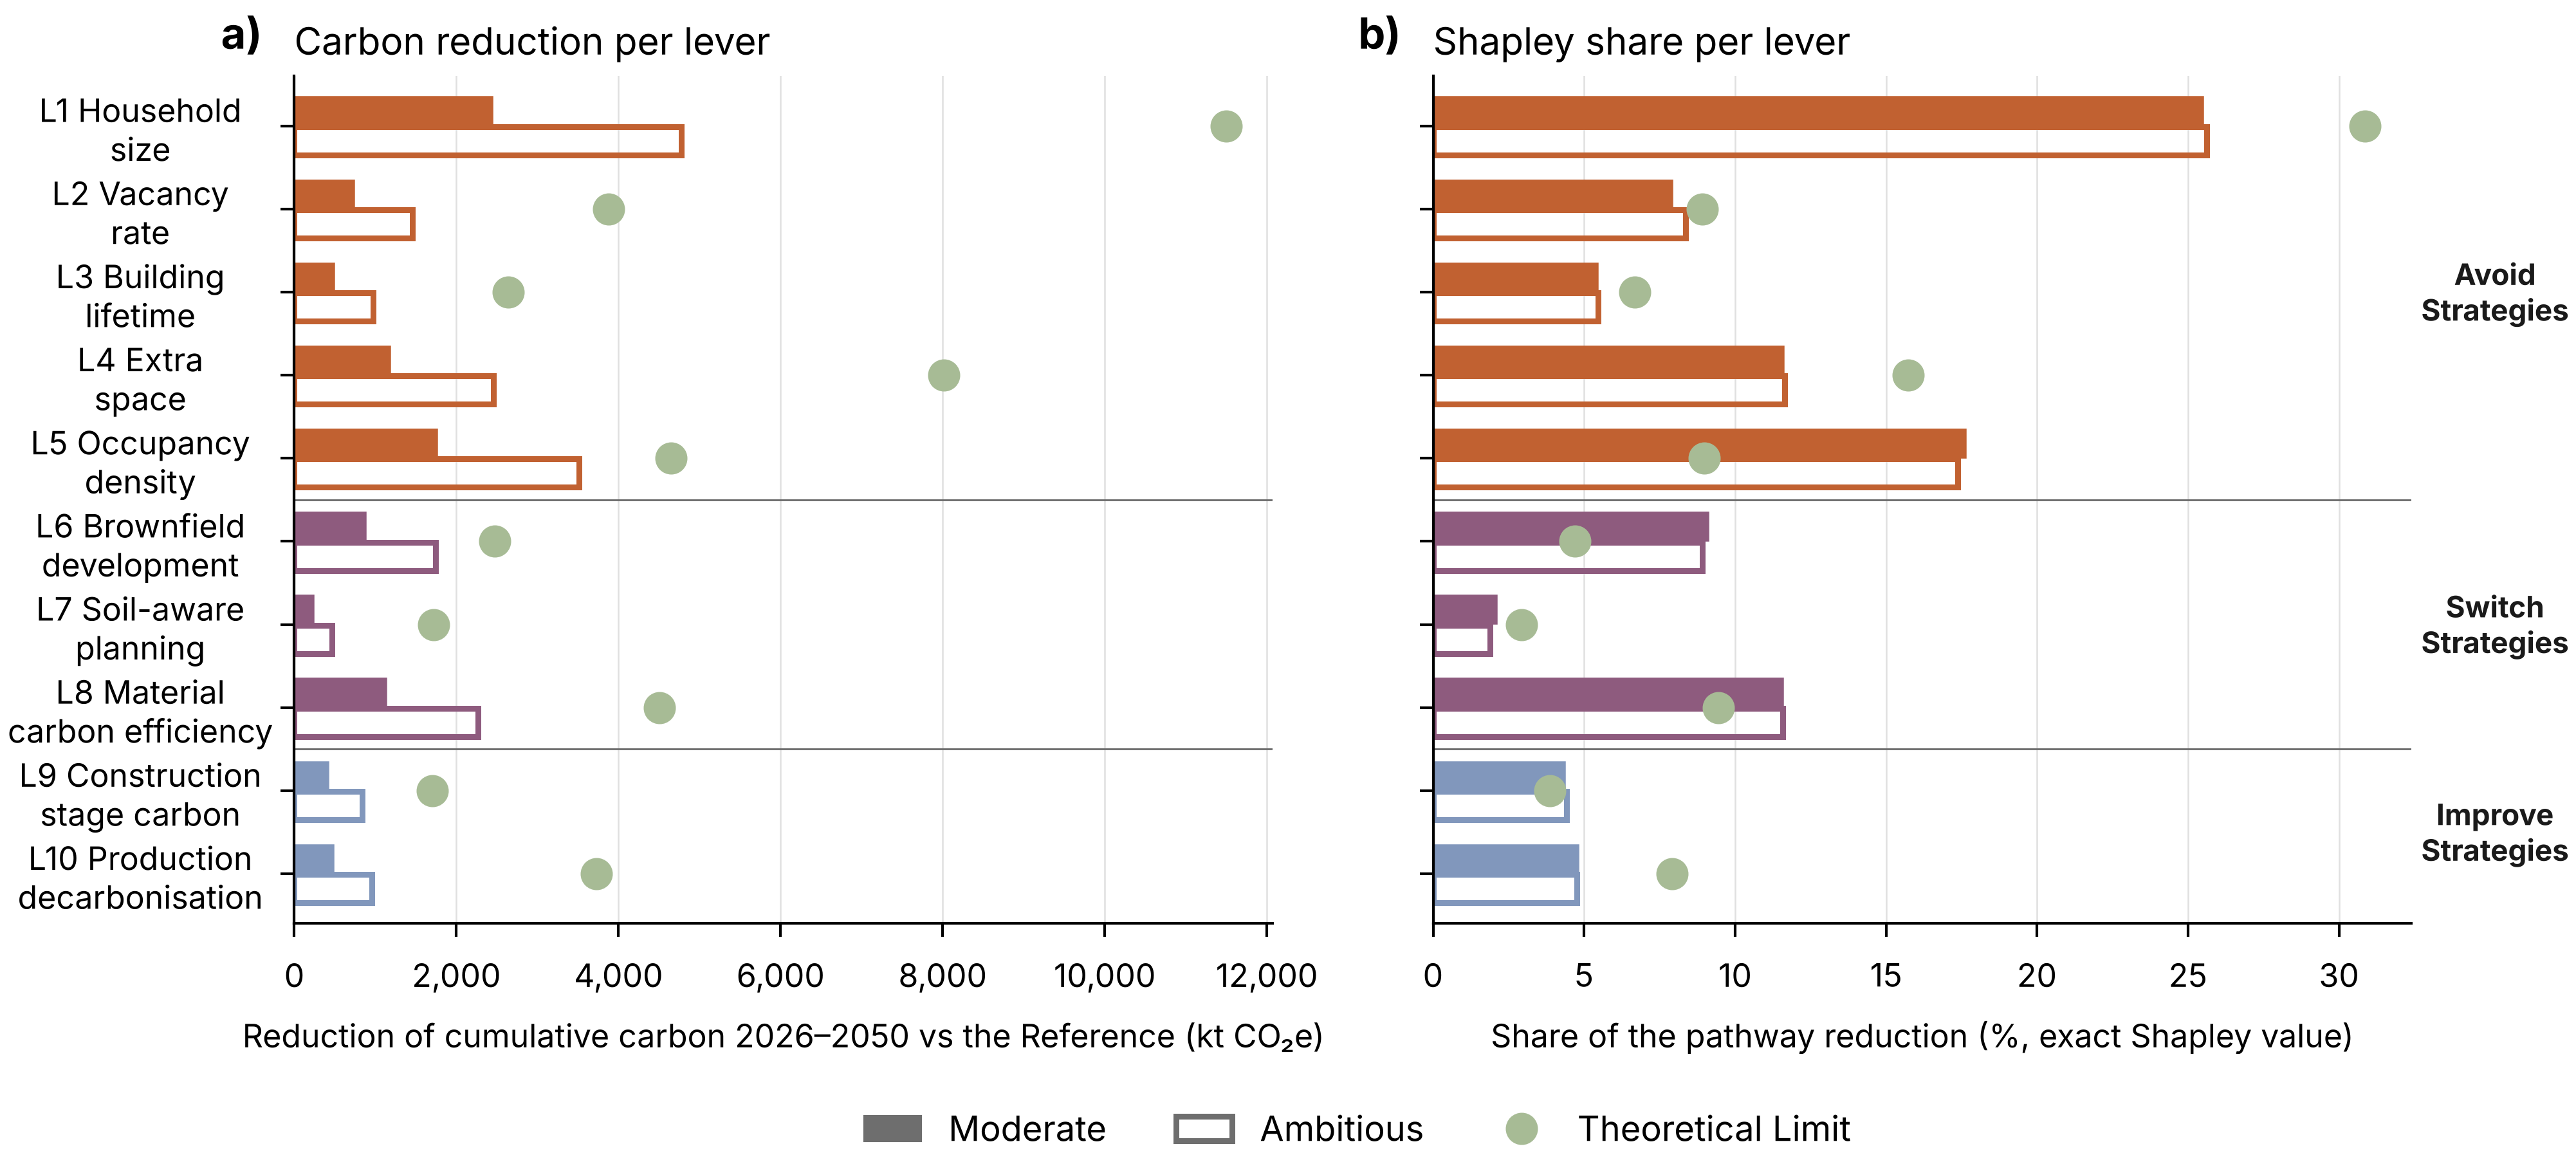 a) Carbon reduction per lever
L1 Household
size
L2 Vacancy
rate
L3 Building
lifetime
L4 Extra
space
L5 Occupancy
density
L6 Brownfield
development
L7 Soil-aware
planning
L8 Material
carbon efficiency
L9 Construction
stage carbon
L10 Production
decarbonisation
0 2,000 4,000 6,000 8,000 10,000 12,000
Reduction of cumulative carbon 2026–2050 vs the Reference (kt CO₂e)
b) Shapley share per lever
Avoid
Strategies
Switch
Strategies
Improve
Strategies
0 5 10 15 20 25 30
Share of the pathway reduction (%, exact Shapley value)
Moderate Ambitious Theoretical Limit